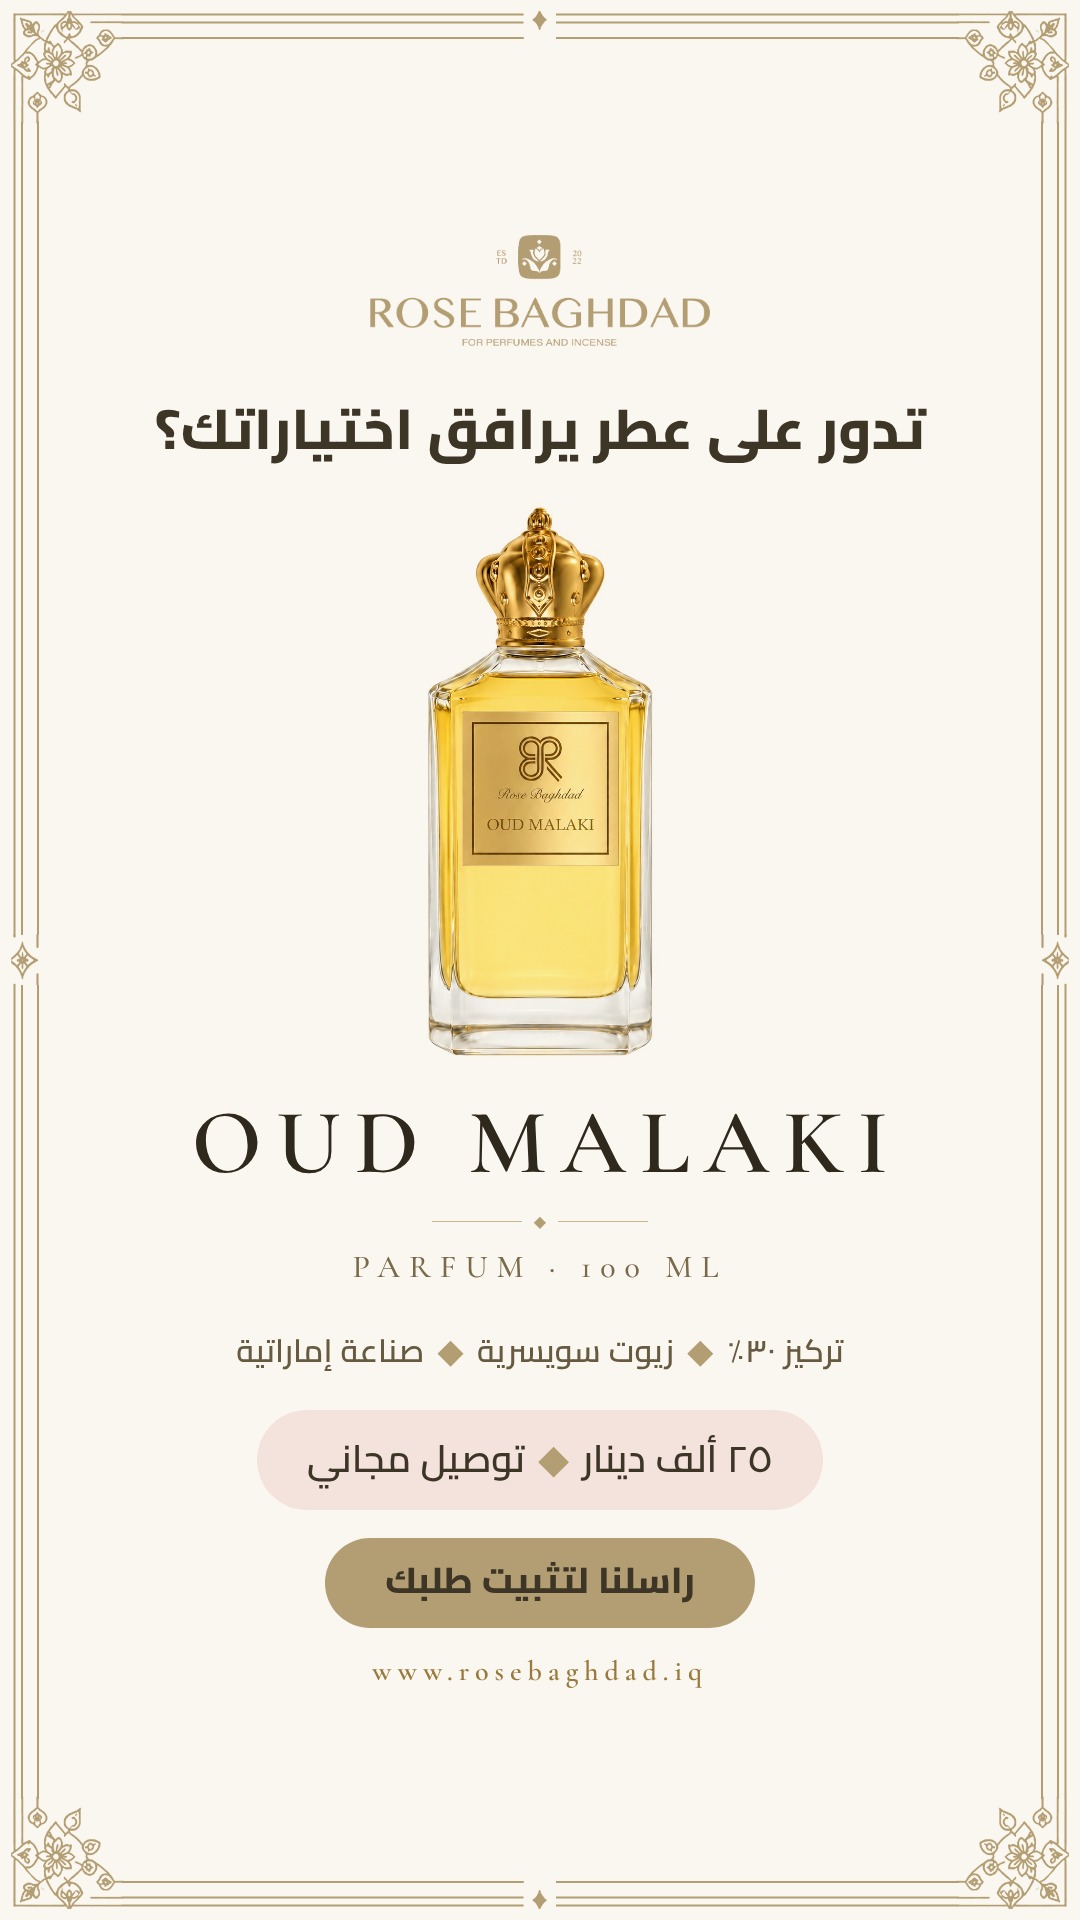 ES
TD
20
22
ROSE BAGHDAD
FOR PERFUMES AND INCENSE
تدور على عطر يرافق اختياراتك؟
Rose Baghdad
OUD MALAKI
OUD MALAKI
PARFUM · 100 ML
تركيز ٣٠٪ ◆ زيوت سويسرية ◆ صناعة إماراتية
٢٥ ألف دينار ◆ توصيل مجاني
راسلنا لتثبيت طلبك
www.rosebaghdad.iq